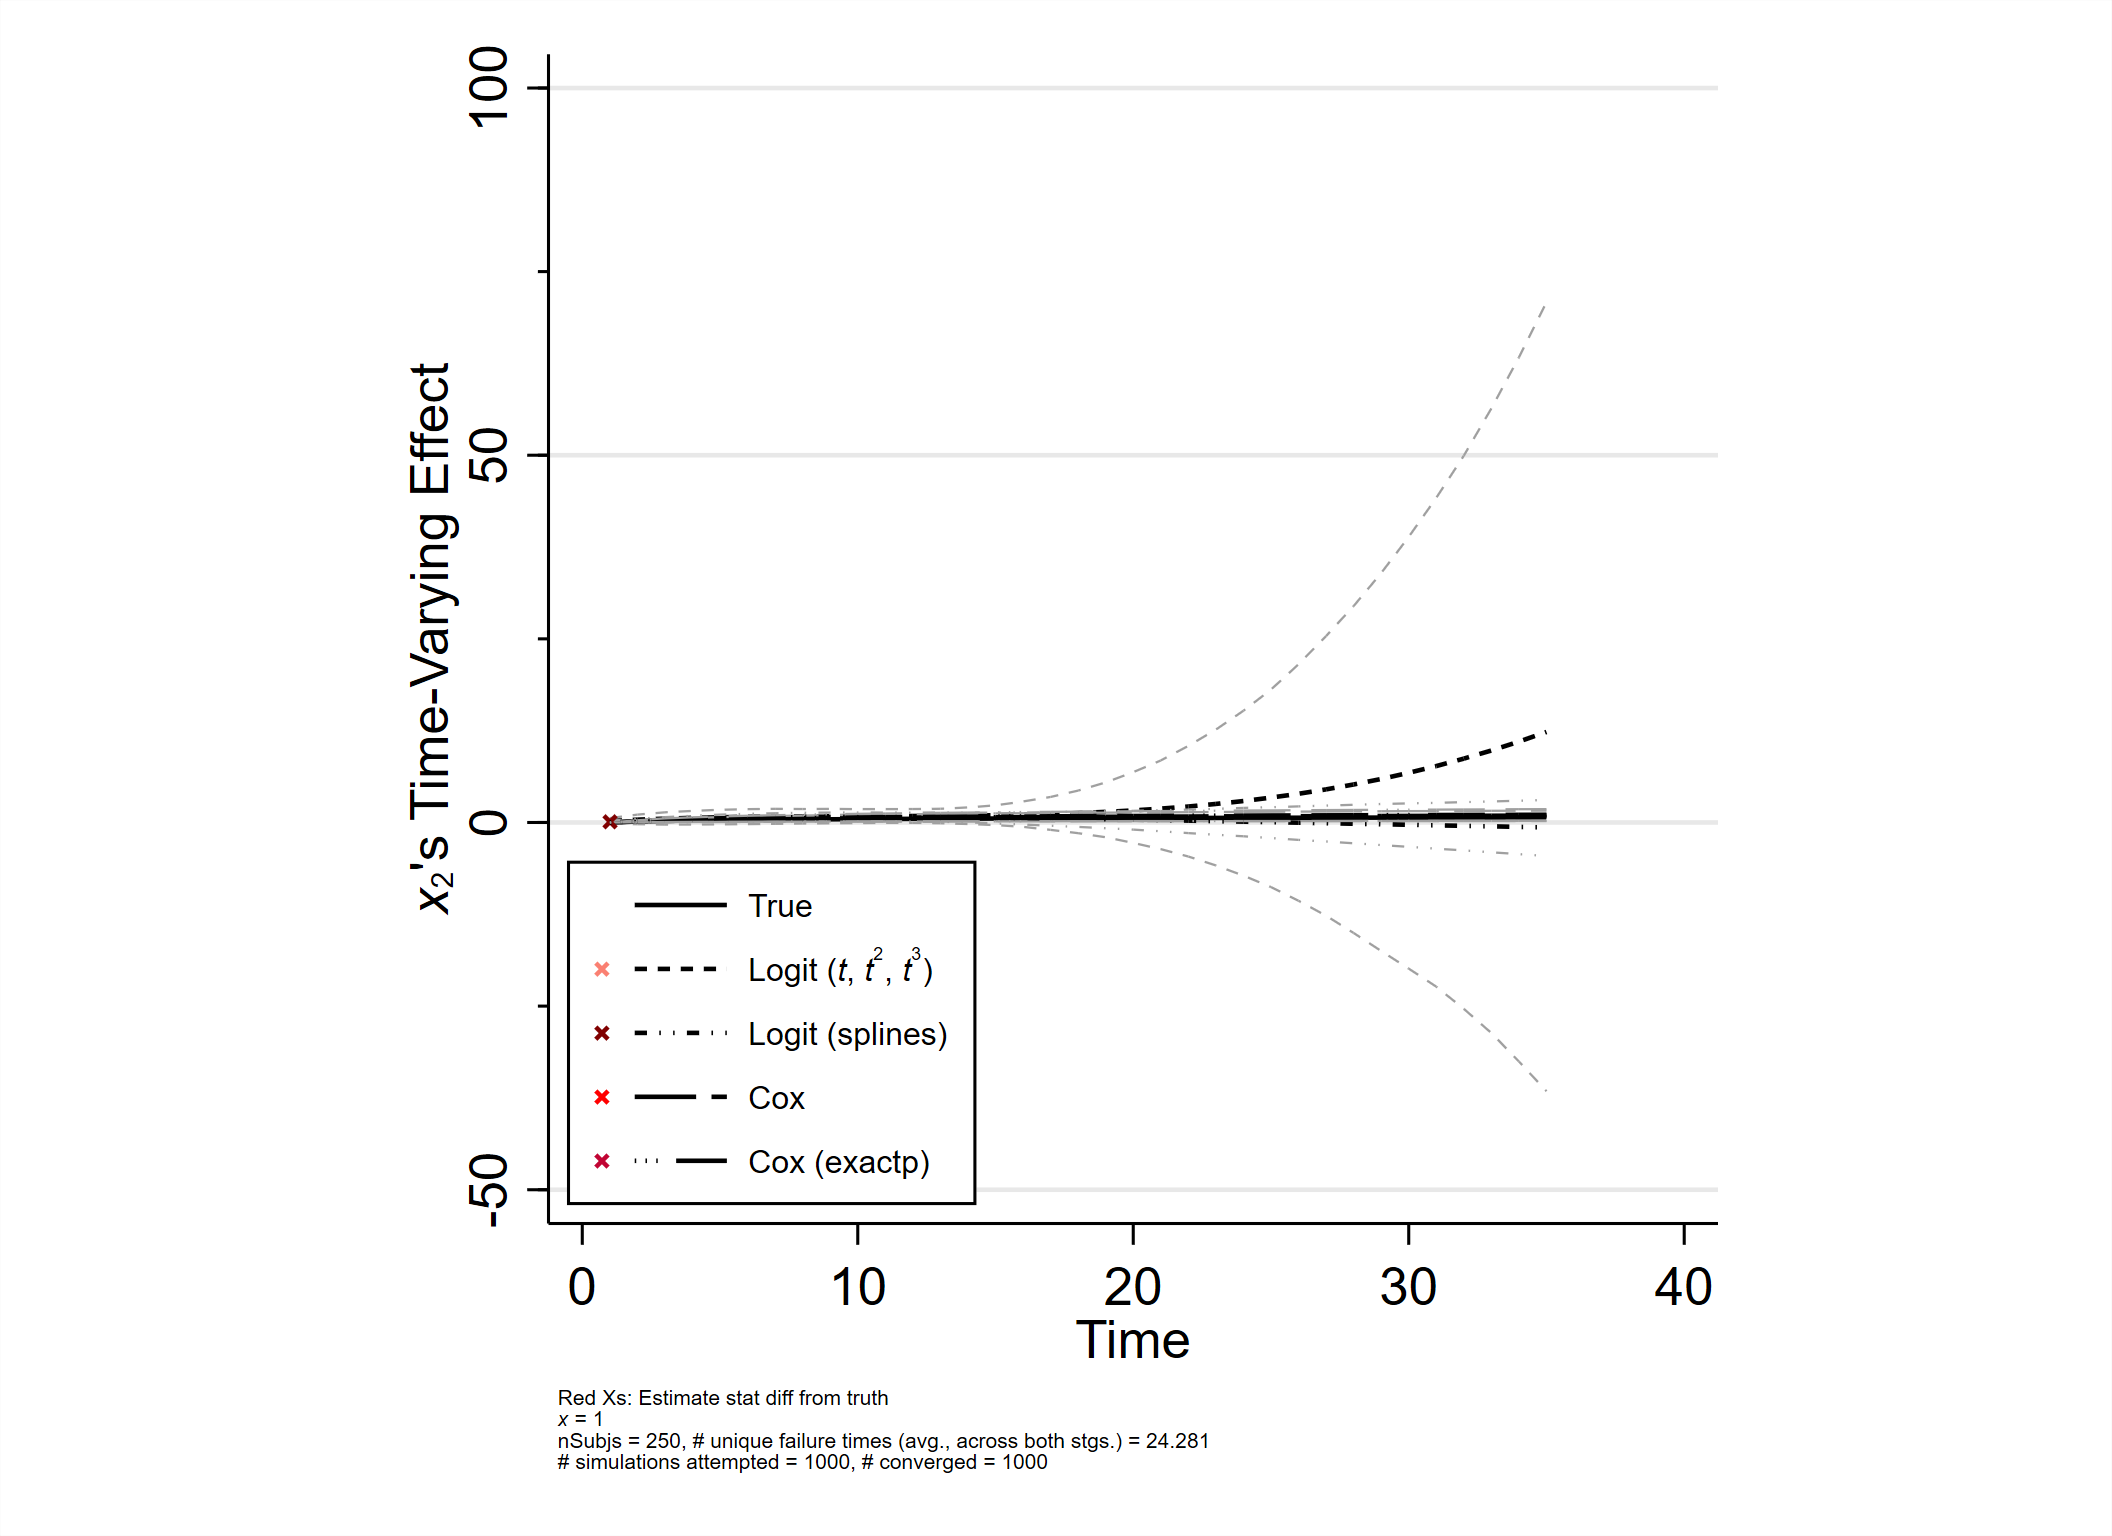 100
50
0
-50
x₂'s Time-Varying Effect
True
Logit (t, t², t³)
Logit (splines)
Cox
Cox (exactp)
0 10 20 30 40
Time
Red Xs: Estimate stat diff from truth
x = 1
nSubjs = 250, # unique failure times (avg., across both stgs.) = 24.281
# simulations attempted = 1000, # converged = 1000